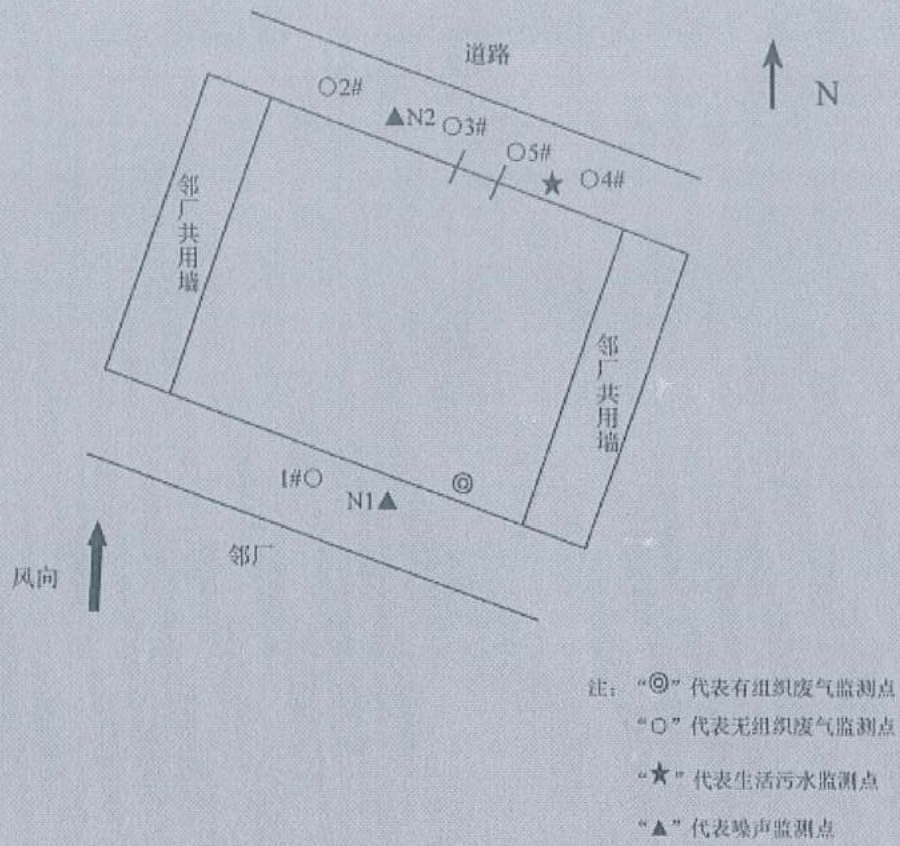 道路
N
○2#
▲N2
○3#
○5#
★
○4#
邻厂共用墙
邻厂共用墙
1#○
N1▲
◎
邻厂
风向
注：“◎”代表有组织废气监测点
“○”代表无组织废气监测点
“★”代表生活污水监测点
“▲”代表噪声监测点